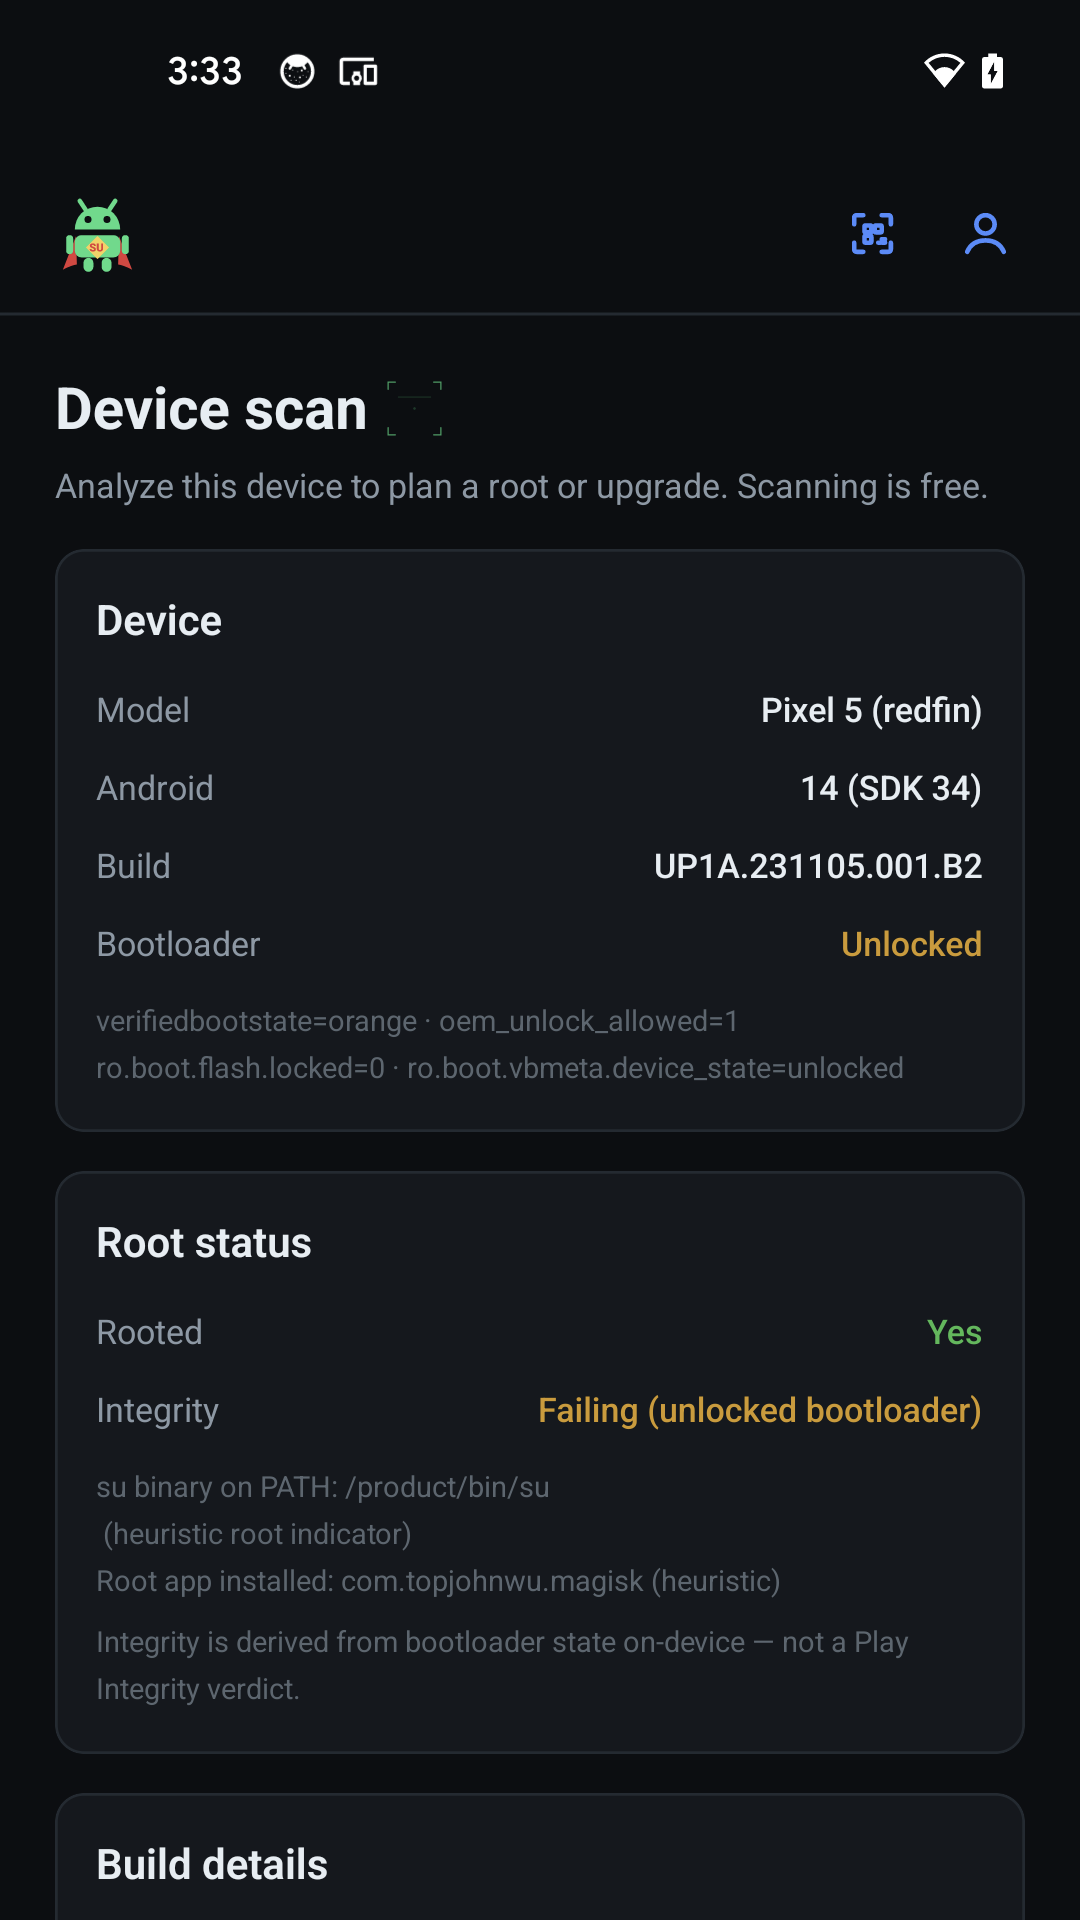 3:33
SU
Device scan
Analyze this device to plan a root or upgrade. Scanning is free.
Device
Model Pixel 5 (redfin)
Android 14 (SDK 34)
Build UP1A.231105.001.B2
Bootloader Unlocked
verifiedbootstate=orange · oem_unlock_allowed=1
ro.boot.flash.locked=0 · ro.boot.vbmeta.device_state=unlocked
Root status
Rooted Yes
Integrity Failing (unlocked bootloader)
su binary on PATH: /product/bin/su
(heuristic root indicator)
Root app installed: com.topjohnwu.magisk (heuristic)
Integrity is derived from bootloader state on-device — not a Play
Integrity verdict.
Build details